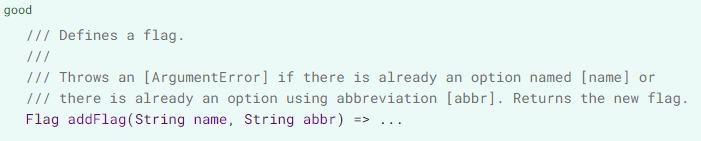 good
/// Defines a flag.
///
/// Throws an [ArgumentError] if there is already an option named [name] or
/// there is already an option using abbreviation [abbr]. Returns the new flag.
Flag addFlag(String name, String abbr) => ...